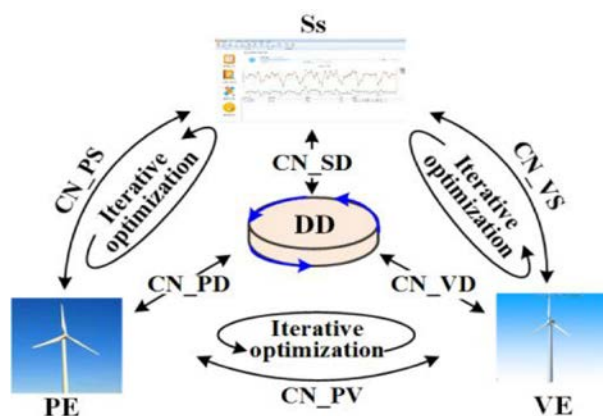 Ss
CN_PS
Iterative
optimization
CN_SD
Iterative
optimization
CN_VS
DD
CN_PD
CN_VD
Iterative
optimization
CN_PV
PE
VE